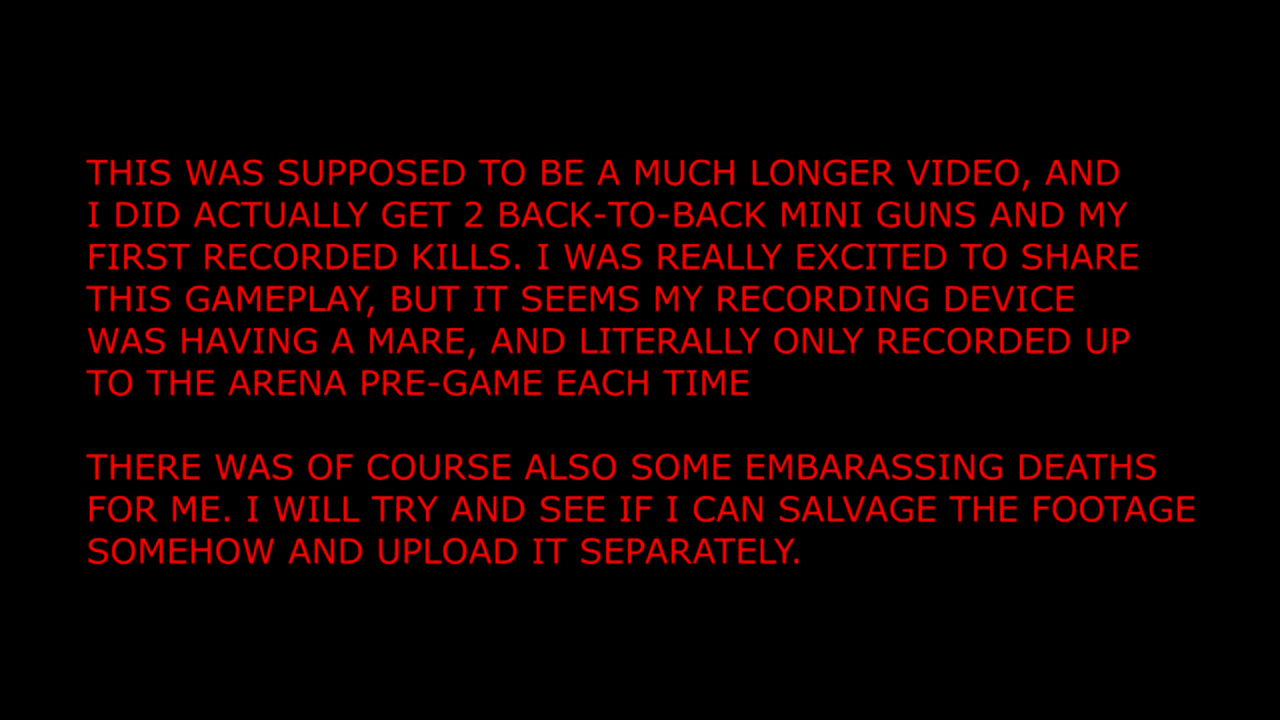 THIS WAS SUPPOSED TO BE A MUCH LONGER VIDEO, AND
I DID ACTUALLY GET 2 BACK-TO-BACK MINI GUNS AND MY
FIRST RECORDED KILLS. I WAS REALLY EXCITED TO SHARE
THIS GAMEPLAY, BUT IT SEEMS MY RECORDING DEVICE
WAS HAVING A MARE, AND LITERALLY ONLY RECORDED UP
TO THE ARENA PRE-GAME EACH TIME
THERE WAS OF COURSE ALSO SOME EMBARASSING DEATHS
FOR ME. I WILL TRY AND SEE IF I CAN SALVAGE THE FOOTAGE
SOMEHOW AND UPLOAD IT SEPARATELY.